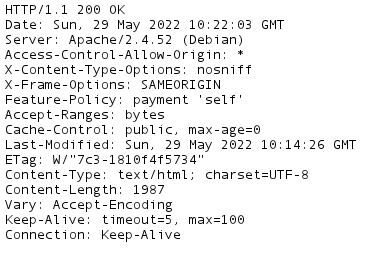 HTTP/1.1 200 OK
Date: Sun, 29 May 2022 10:22:03 GMT
Server: Apache/2.4.52 (Debian)
Access-Control-Allow-Origin: *
X-Content-Type-Options: nosniff
X-Frame-Options: SAMEORIGIN
Feature-Policy: payment 'self'
Accept-Ranges: bytes
Cache-Control: public, max-age=0
Last-Modified: Sun, 29 May 2022 10:14:26 GMT
ETag: W/"7c3-1810f4f5734"
Content-Type: text/html; charset=UTF-8
Content-Length: 1987
Vary: Accept-Encoding
Keep-Alive: timeout=5, max=100
Connection: Keep-Alive